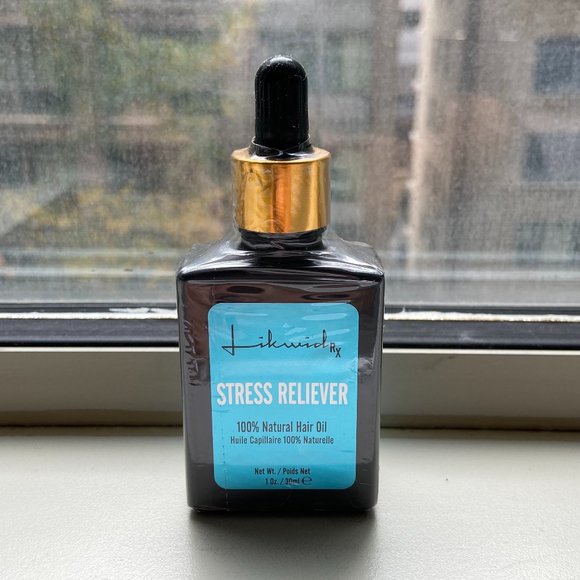 Likwid Rx
STRESS RELIEVER
100% Natural Hair Oil
Huile Capillaire 100% Naturelle
Net Wt. / Poids Net
1 Oz. / 30ml ℮